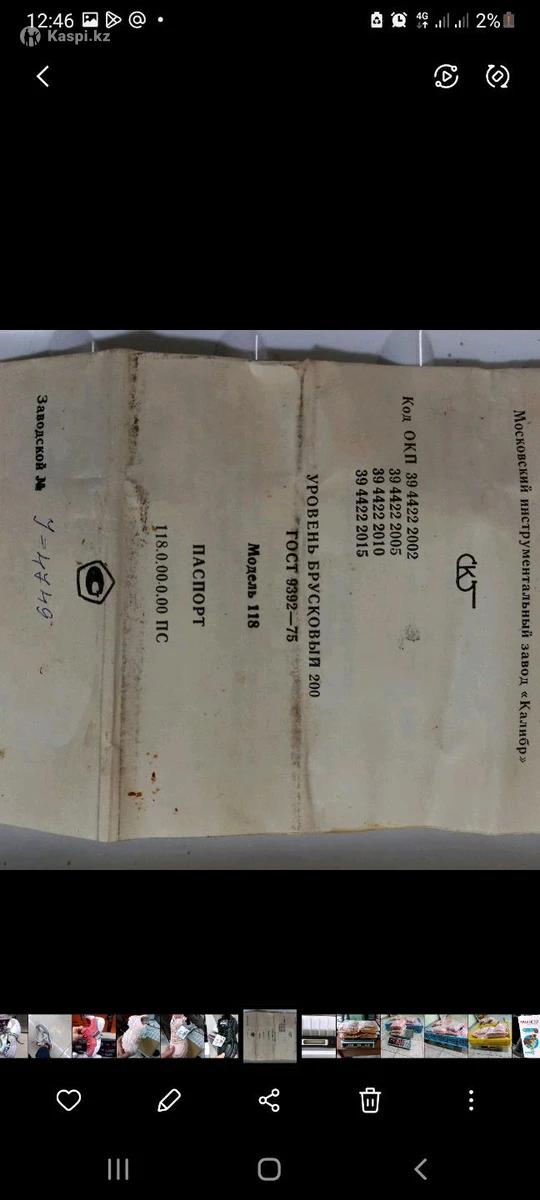 12:46
4G
2%
Kaspi.kz
Московский инструментальный завод «Калибр»
Код ОКП 39 4422 2002
39 4422 2005
39 4422 2010
39 4422 2015
УРОВЕНЬ БРУСКОВЫЙ 200
ГОСТ 9392—75
Модель 118
ПАСПОРТ
118.0.00-0.00 ПС
Заводской №